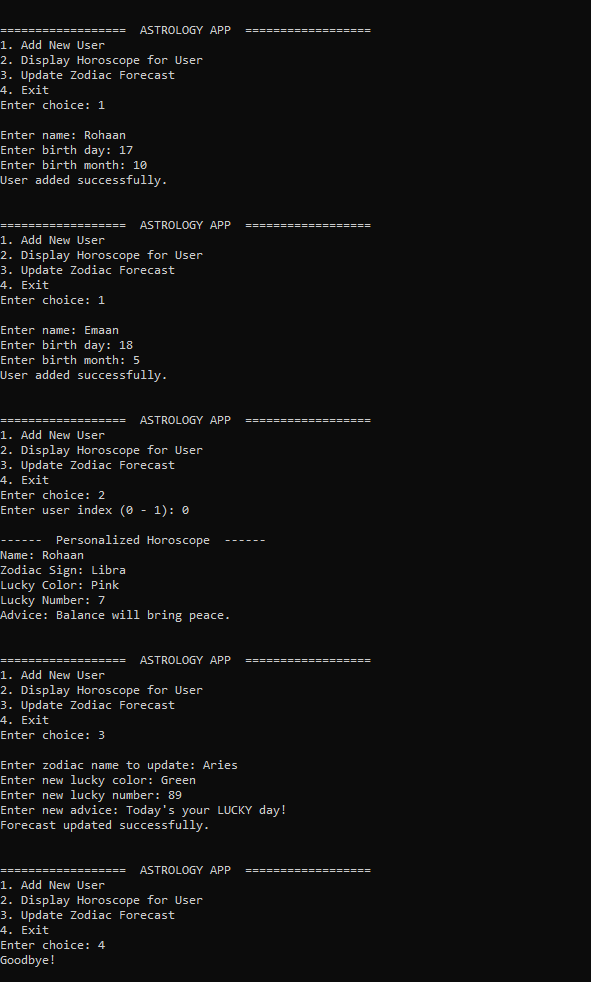 ==================  ASTROLOGY APP  ==================
1. Add New User
2. Display Horoscope for User
3. Update Zodiac Forecast
4. Exit
Enter choice: 1

Enter name: Rohaan
Enter birth day: 17
Enter birth month: 10
User added successfully.

==================  ASTROLOGY APP  ==================
1. Add New User
2. Display Horoscope for User
3. Update Zodiac Forecast
4. Exit
Enter choice: 1

Enter name: Emaan
Enter birth day: 18
Enter birth month: 5
User added successfully.

==================  ASTROLOGY APP  ==================
1. Add New User
2. Display Horoscope for User
3. Update Zodiac Forecast
4. Exit
Enter choice: 2
Enter user index (0 - 1): 0

------  Personalized Horoscope  ------
Name: Rohaan
Zodiac Sign: Libra
Lucky Color: Pink
Lucky Number: 7
Advice: Balance will bring peace.

==================  ASTROLOGY APP  ==================
1. Add New User
2. Display Horoscope for User
3. Update Zodiac Forecast
4. Exit
Enter choice: 3

Enter zodiac name to update: Aries
Enter new lucky color: Green
Enter new lucky number: 89
Enter new advice: Today's your LUCKY day!
Forecast updated successfully.

==================  ASTROLOGY APP  ==================
1. Add New User
2. Display Horoscope for User
3. Update Zodiac Forecast
4. Exit
Enter choice: 4
Goodbye!